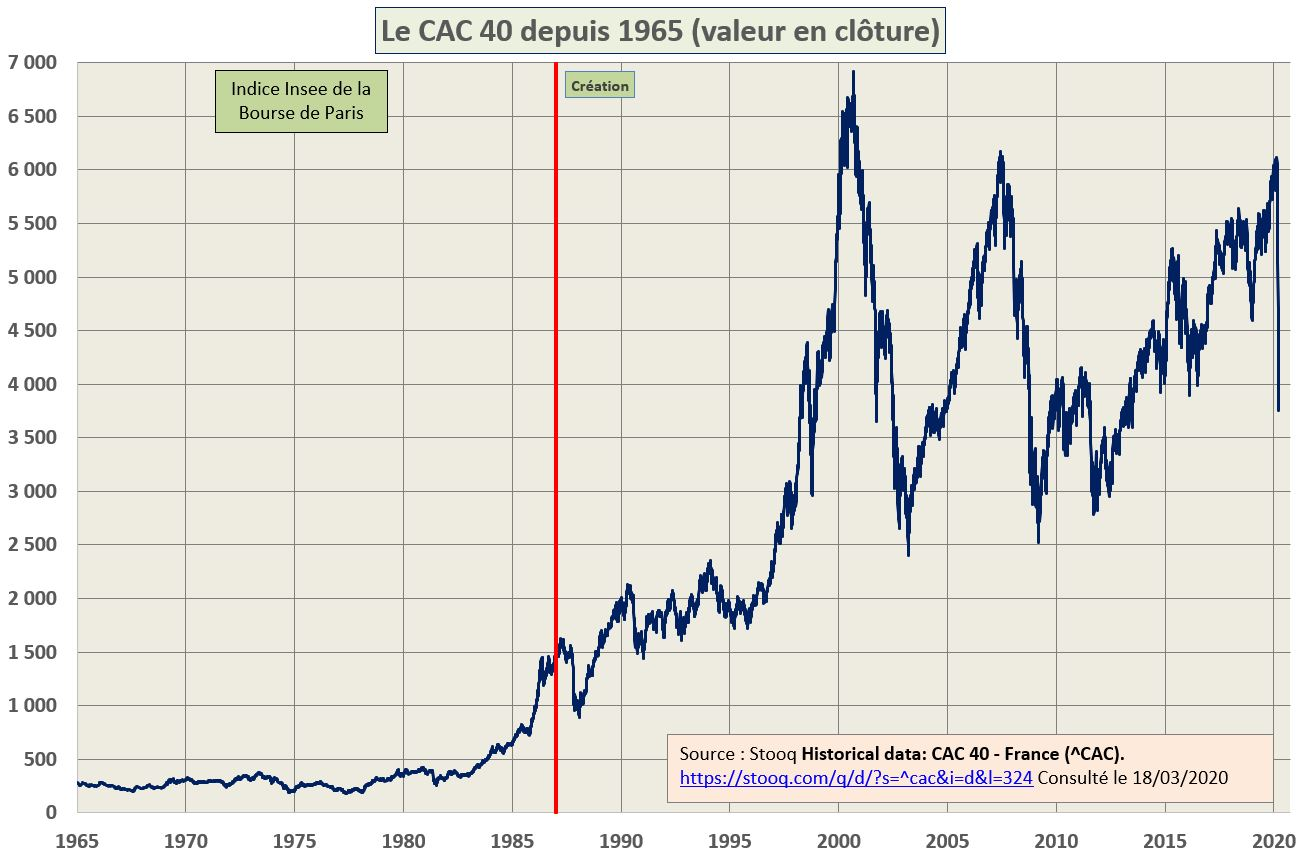 Le CAC 40 depuis 1965 (valeur en clôture)
7 000
6 500
6 000
5 500
5 000
4 500
4 000
3 500
3 000
2 500
2 000
1 500
1 000
500
0
Indice Insee de la
Bourse de Paris
Création
Source : Stooq Historical data: CAC 40 - France (^CAC).
https://stooq.com/q/d/?s=^cac&i=d&l=324 Consulté le 18/03/2020
1965 1970 1975 1980 1985 1990 1995 2000 2005 2010 2015 2020